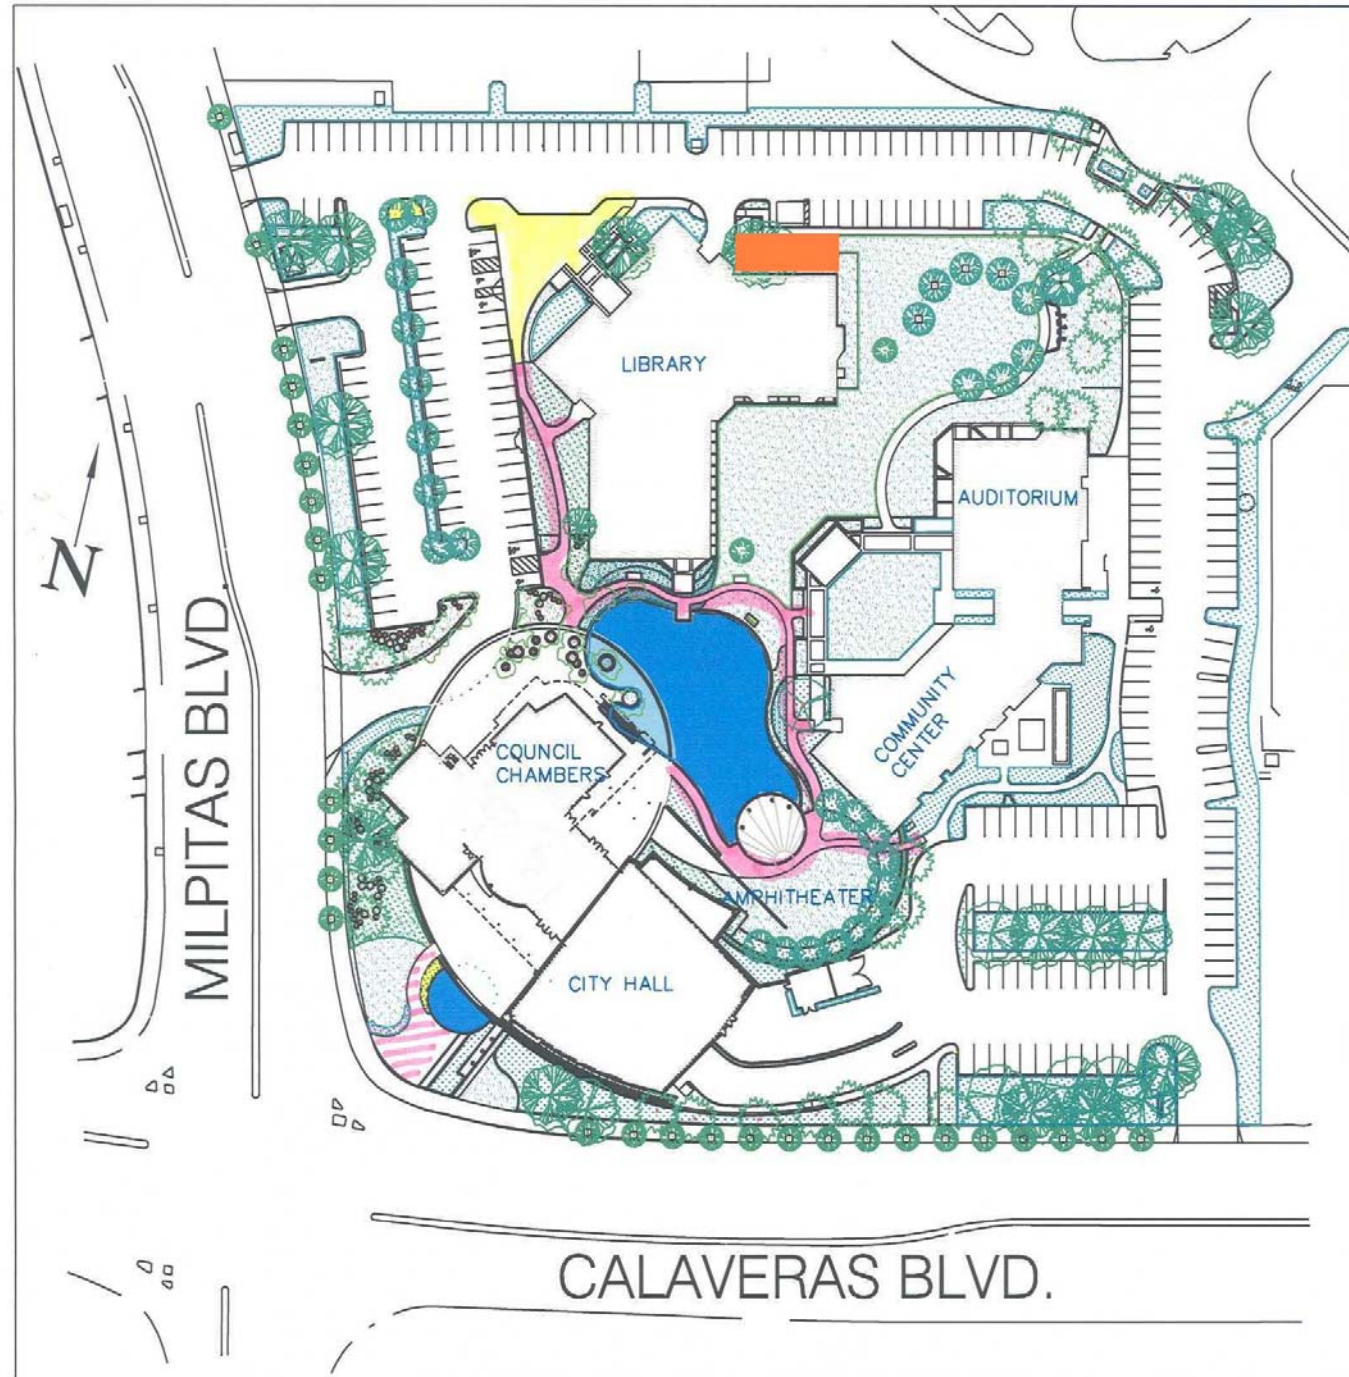 LIBRARY
AUDITORIUM
N
MILPITAS BLVD.
COMMUNITY
CENTER
COUNCIL
CHAMBERS
AMPHITHEATER
CITY HALL
CALAVERAS BLVD.